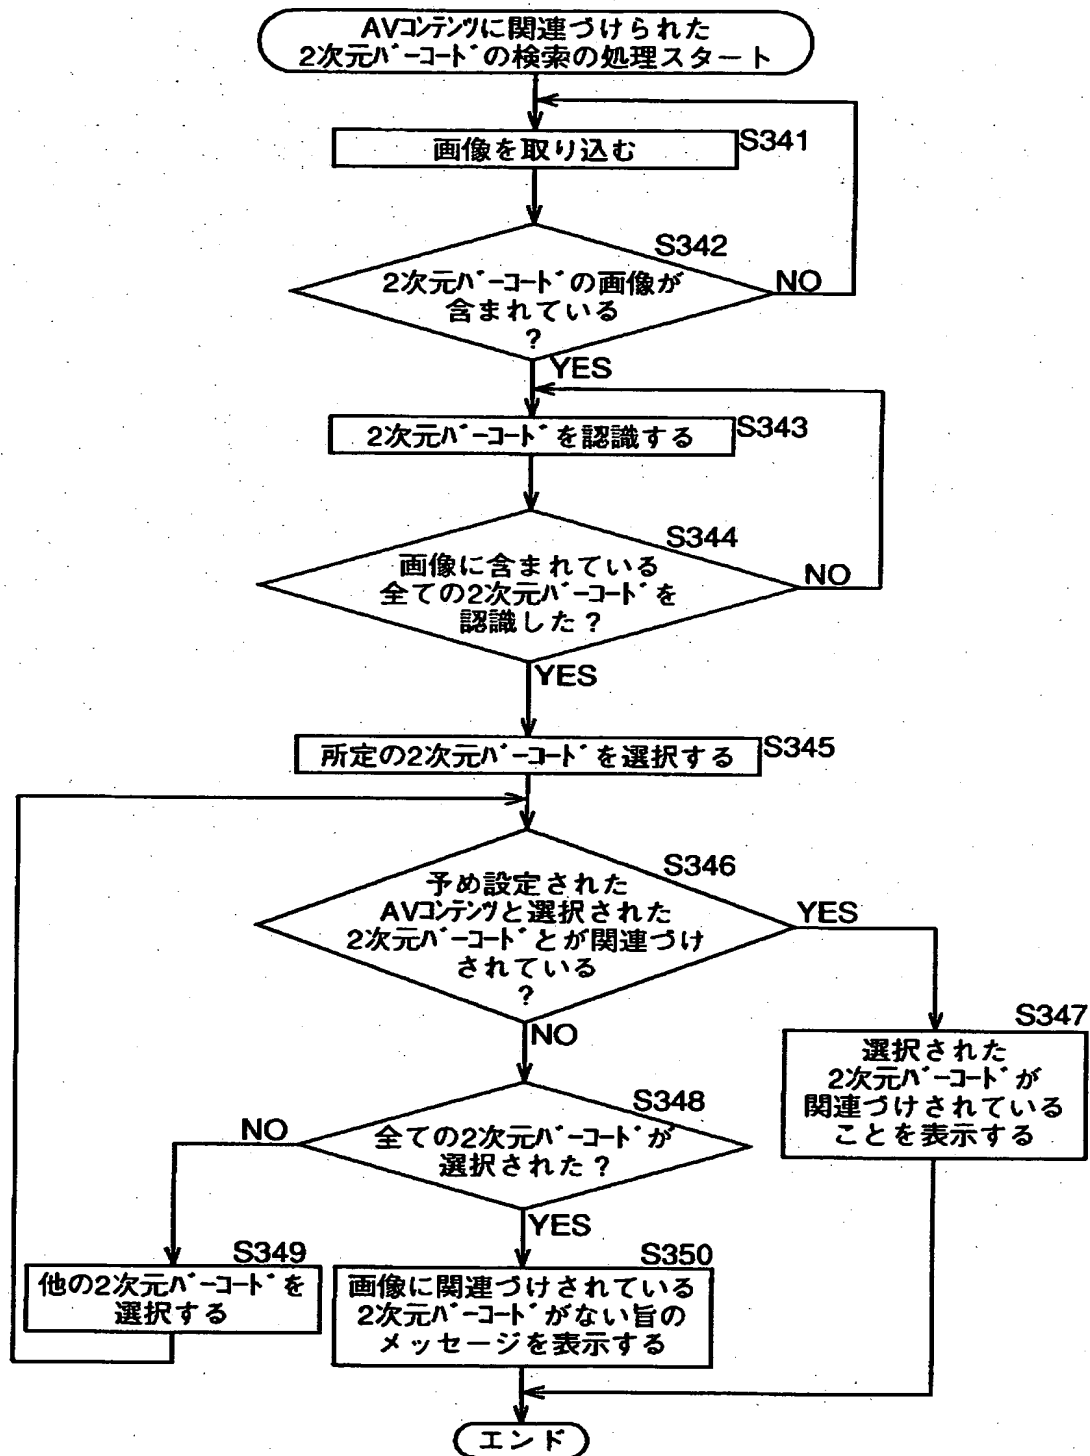 AVコンテンツに関連づけられた
2次元バーコードの検索の処理スタート
画像を取り込む
S341
S342
2次元バーコードの画像が
含まれている
?
NO
YES
2次元バーコードを認識する
S343
S344
画像に含まれている
全ての2次元バーコードを
認識した?
NO
YES
所定の2次元バーコードを選択する
S345
S346
予め設定された
AVコンテンツと選択された
2次元バーコードとが関連づけ
されている
?
YES
NO
S347
選択された
2次元バーコードが
関連づけされている
ことを表示する
S348
全ての2次元バーコードが
選択された?
NO
YES
S349
他の2次元バーコードを
選択する
S350
画像に関連づけされている
2次元バーコードがない旨の
メッセージを表示する
エンド